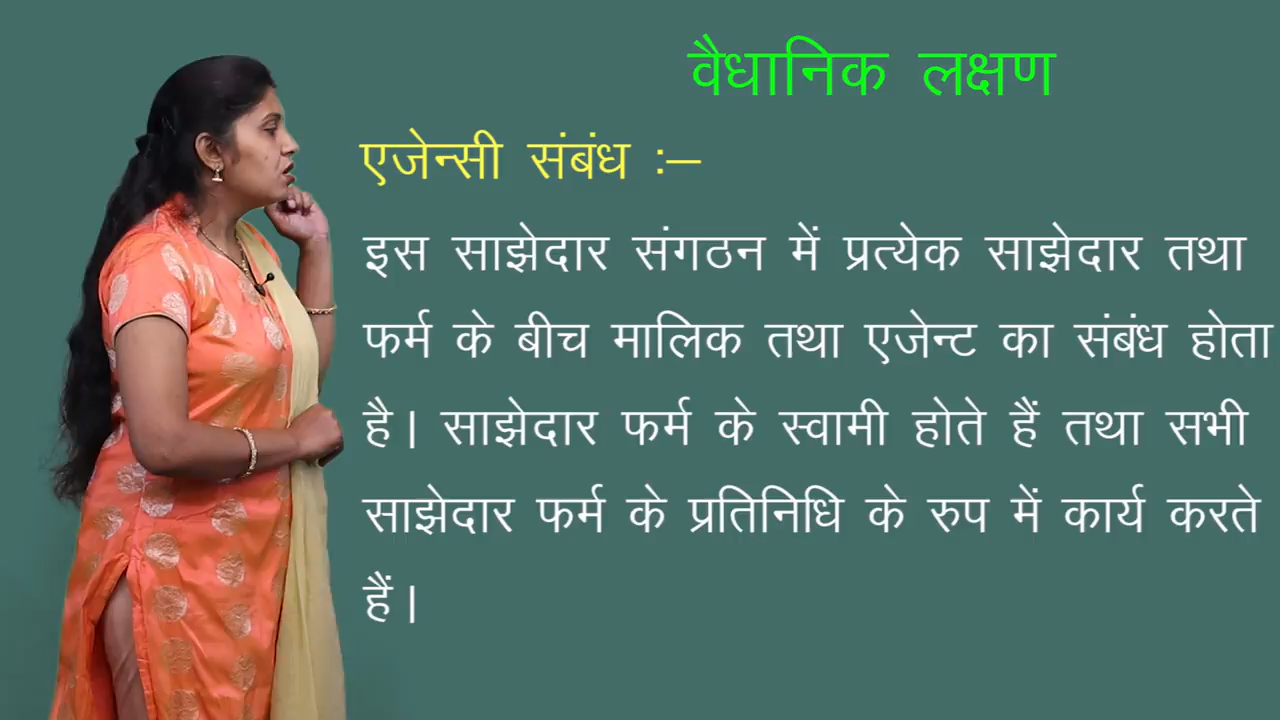 वैधानिक लक्षण
एजेन्सी संबंध :–
इस साझेदार संगठन में प्रत्येक साझेदार तथा
फर्म के बीच मालिक तथा एजेन्ट का संबंध होता
है। साझेदार फर्म के स्वामी होते हैं तथा सभी
साझेदार फर्म के प्रतिनिधि के रुप में कार्य करते
हैं।